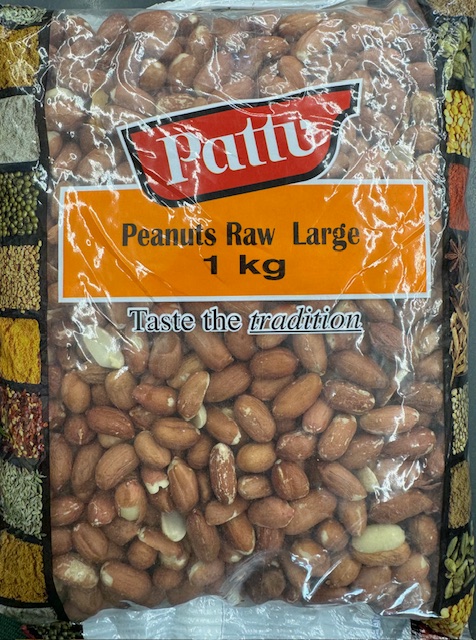 Pattu
Peanuts Raw Large
1 kg
Taste the tradition